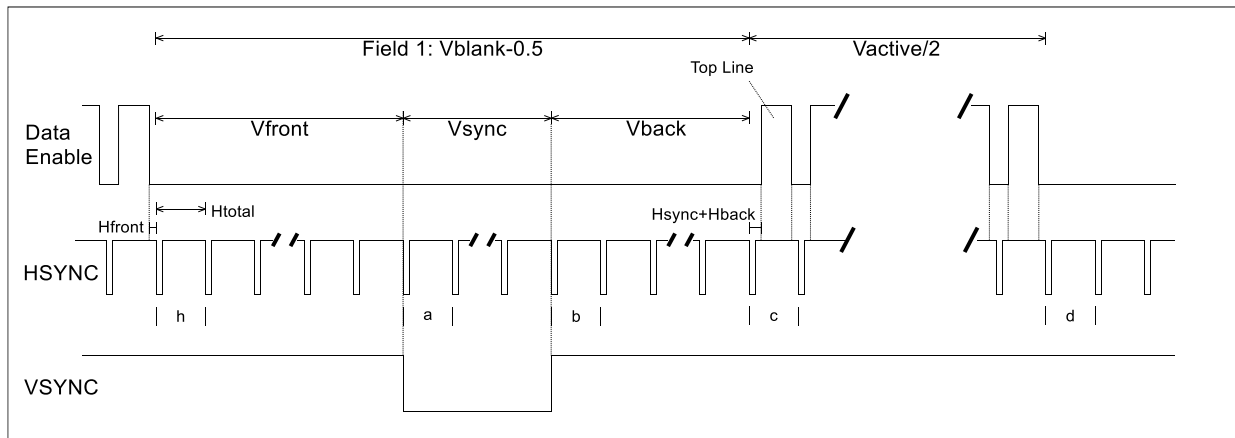 Field 1: Vblank-0.5
Vactive/2
Top Line
Data
Enable
Vfront
Vsync
Vback
Hfront
Htotal
Hsync+Hback
HSYNC
h
a
b
c
d
VSYNC